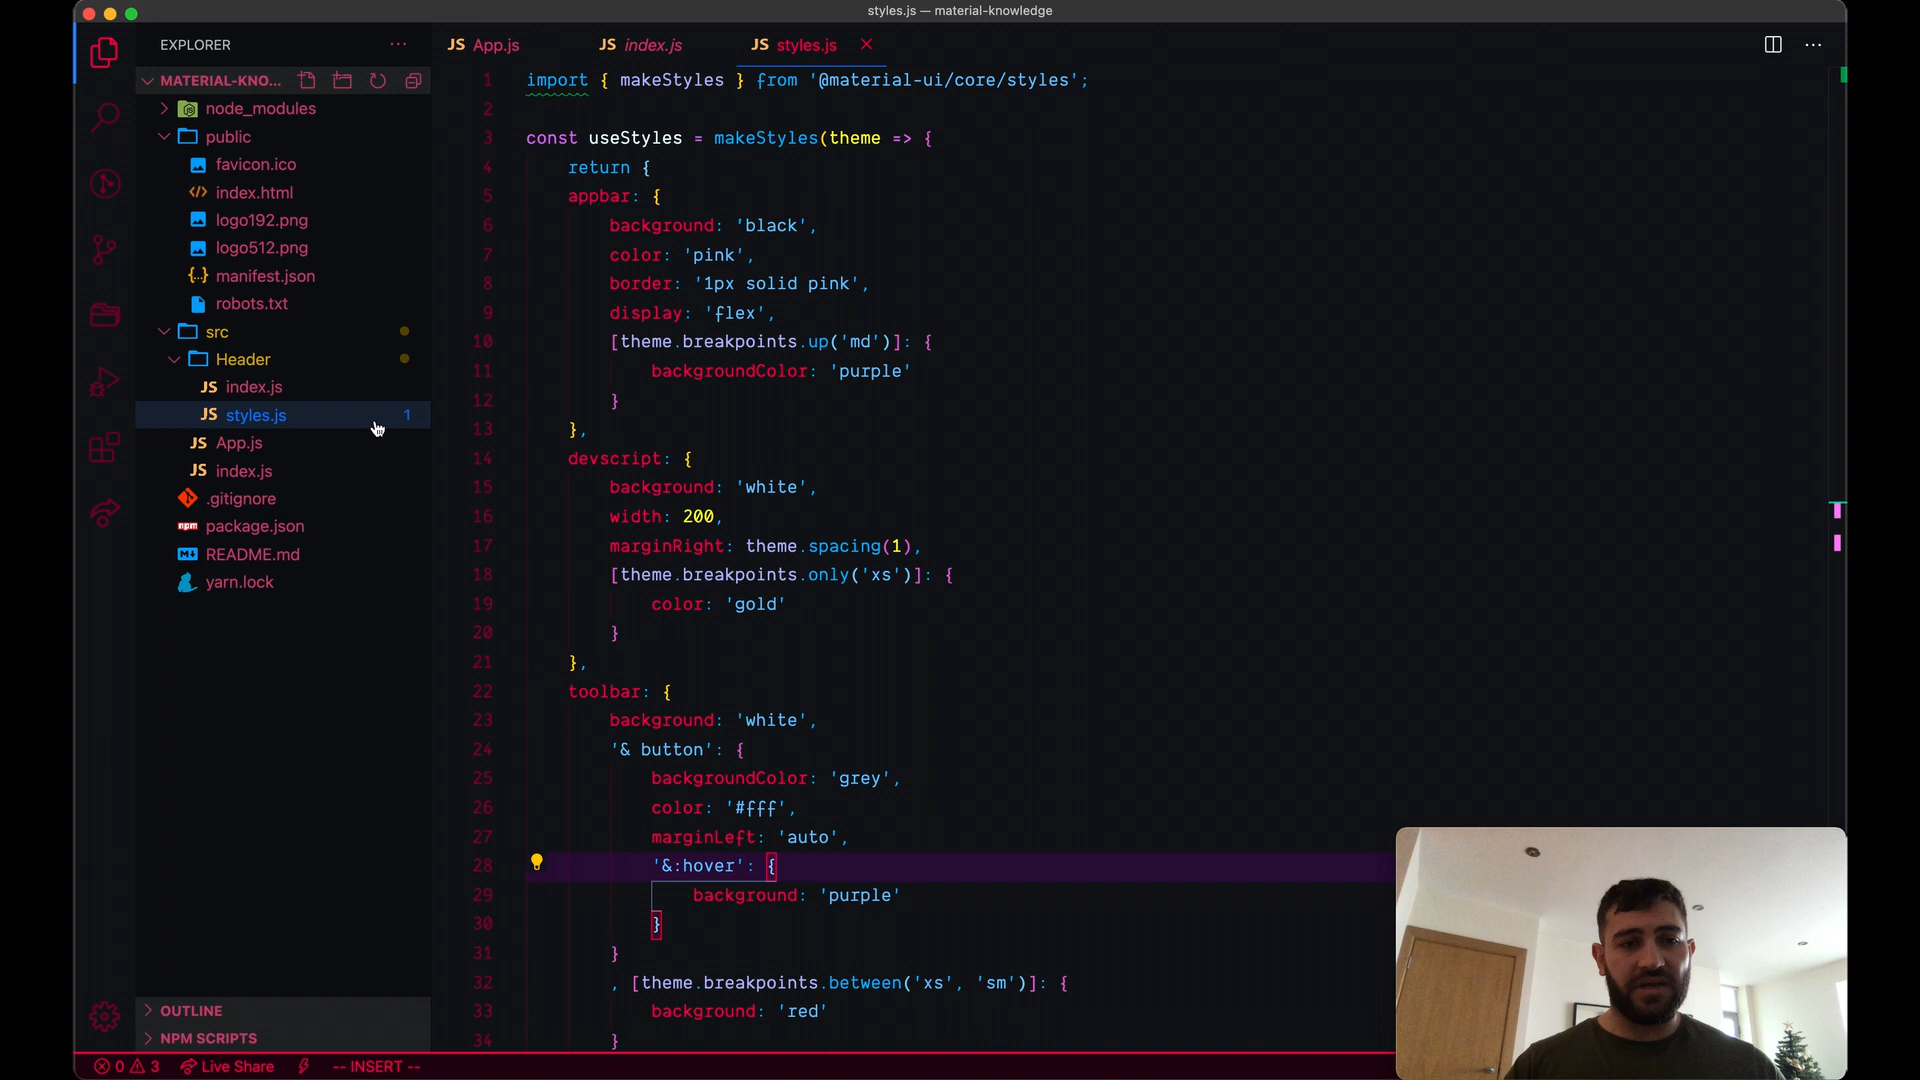 styles.js — material-knowledge
EXPLORER
MATERIAL-KNO...
node_modules
public
favicon.ico
index.html
logo192.png
logo512.png
manifest.json
robots.txt
src
Header
JS index.js
JS styles.js 1
JS App.js
JS index.js
.gitignore
npm package.json
README.md
yarn.lock
OUTLINE
NPM SCRIPTS
JS App.js
JS index.js
JS styles.js
1 import { makeStyles } from '@material-ui/core/styles';
2
3 const useStyles = makeStyles(theme => {
4 return {
5 appbar: {
6 background: 'black',
7 color: 'pink',
8 border: '1px solid pink',
9 display: 'flex',
10 [theme.breakpoints.up('md')]: {
11 backgroundColor: 'purple'
12 }
13 },
14 devscript: {
15 background: 'white',
16 width: 200,
17 marginRight: theme.spacing(1),
18 [theme.breakpoints.only('xs')]: {
19 color: 'gold'
20 }
21 },
22 toolbar: {
23 background: 'white',
24 '& button': {
25 backgroundColor: 'grey',
26 color: '#fff',
27 marginLeft: 'auto',
28 '&:hover': {
29 background: 'purple'
30 }
31 }
32 , [theme.breakpoints.between('xs', 'sm')]: {
33 background: 'red'
34 }
0 3 Live Share -- INSERT --